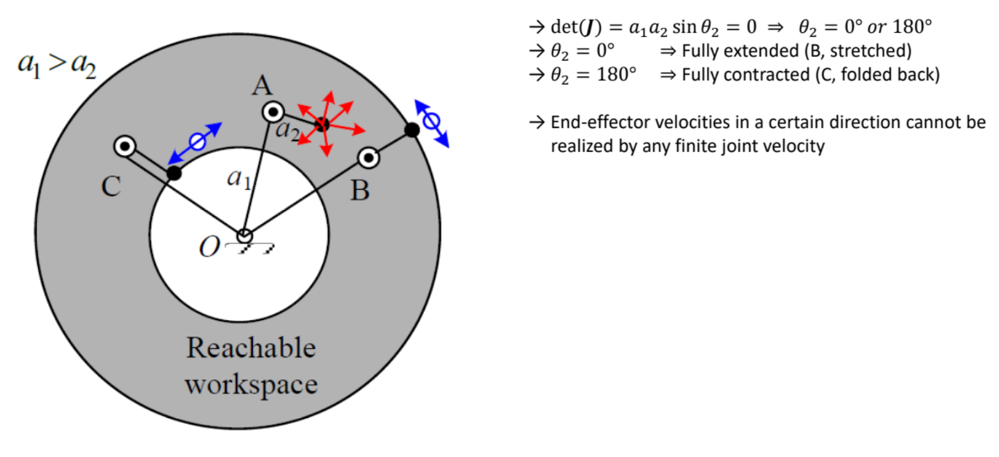 a₁ > a₂
A
a₂
C
a₁
B
O
Reachable
workspace
→ det(J) = a₁a₂ sin θ₂ = 0 ⇒ θ₂ = 0° or 180°
→ θ₂ = 0° ⇒ Fully extended (B, stretched)
→ θ₂ = 180° ⇒ Fully contracted (C, folded back)
→ End-effector velocities in a certain direction cannot be
realized by any finite joint velocity